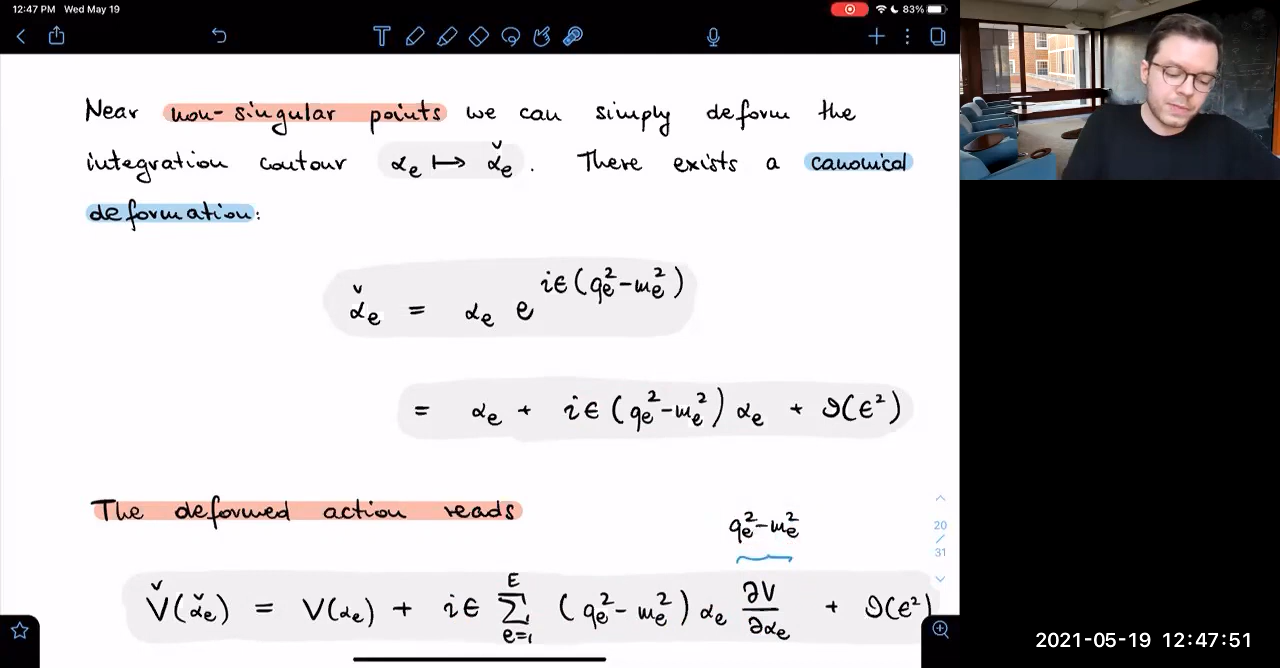 12:47 PM Wed May 19
83%
Near non-singular points we can simply deform the
integration contour αₑ ↦ α̌ₑ. There exists a canonical
deformation:
α̌ₑ = αₑ e^{iϵ(qₑ²−mₑ²)}
= αₑ + iϵ(qₑ²−mₑ²)αₑ + O(ϵ²)
The deformed action reads
qₑ²−mₑ²
V̌(α̌ₑ) = V(αₑ) + iϵ ∑_{e=1}^{E} (qₑ²−mₑ²) αₑ ∂V/∂αₑ + O(ϵ²)
20
/
31
2021-05-19 12:47:51